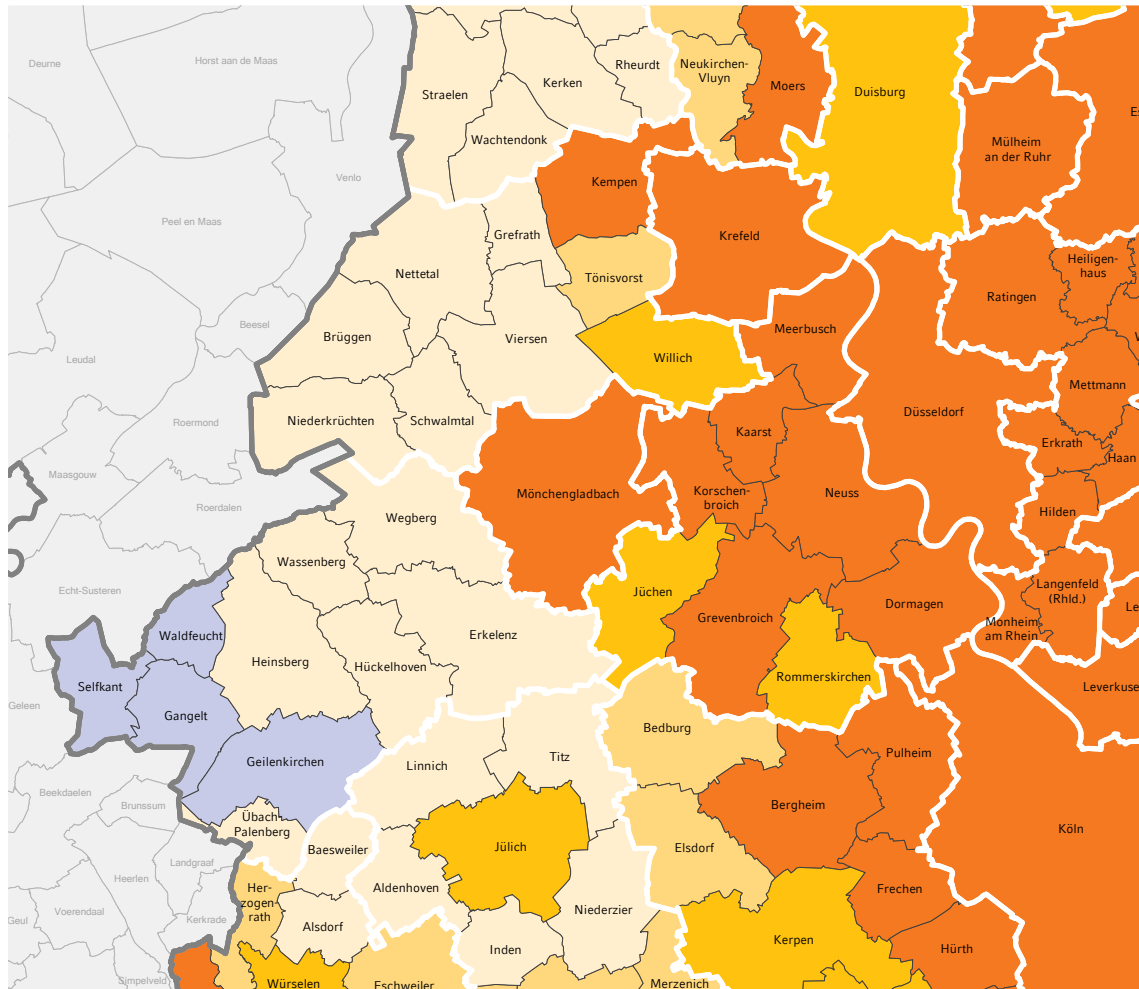 Deurne
Horst aan de Maas
Venlo
Peel en Maas
Beesel
Leudal
Roermond
Maasgouw
Roerdalen
Echt-Susteren
Geleen
Beekdaelen
Brunssum
Landgraaf
Heerlen
Voerendaal
Kerkrade
Simpelveld
Straelen
Kerken
Rheurdt
Wachtendonk
Neukirchen-
Vluyn
Moers
Duisburg
Mülheim
an der Ruhr
Kempen
Krefeld
Grefrath
Nettetal
Tönisvorst
Heiligen-
haus
Ratingen
Brüggen
Viersen
Meerbusch
Willich
Mettmann
Niederkrüchten
Schwalmtal
Kaarst
Düsseldorf
Erkrath
Haan
Mönchengladbach
Korschen-
broich
Neuss
Hilden
Wegberg
Wassenberg
Jüchen
Grevenbroich
Dormagen
Langenfeld
(Rhld.)
Monheim
am Rhein
Le
Waldfeucht
Heinsberg
Hückelhoven
Erkelenz
Rommerskirchen
Selfkant
Gangelt
Leverkuse
Geilenkirchen
Linnich
Titz
Bedburg
Pulheim
Übach-
Palenberg
Baesweiler
Jülich
Bergheim
Köln
Elsdorf
Her-
zogen-
rath
Aldenhoven
Alsdorf
Niederzier
Frechen
Inden
Kerpen
Hürth
Würselen
Eschweiler
Merzenich